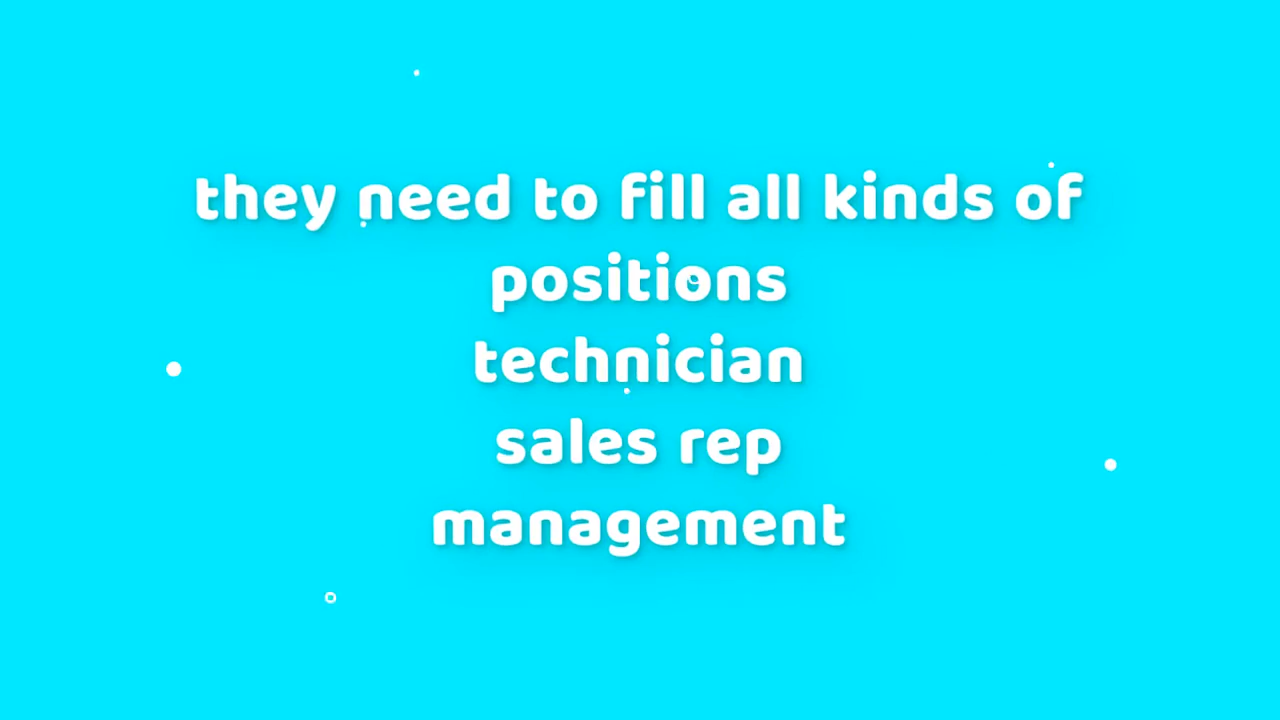 they need to fill all kinds of
positions
technician
sales rep
management